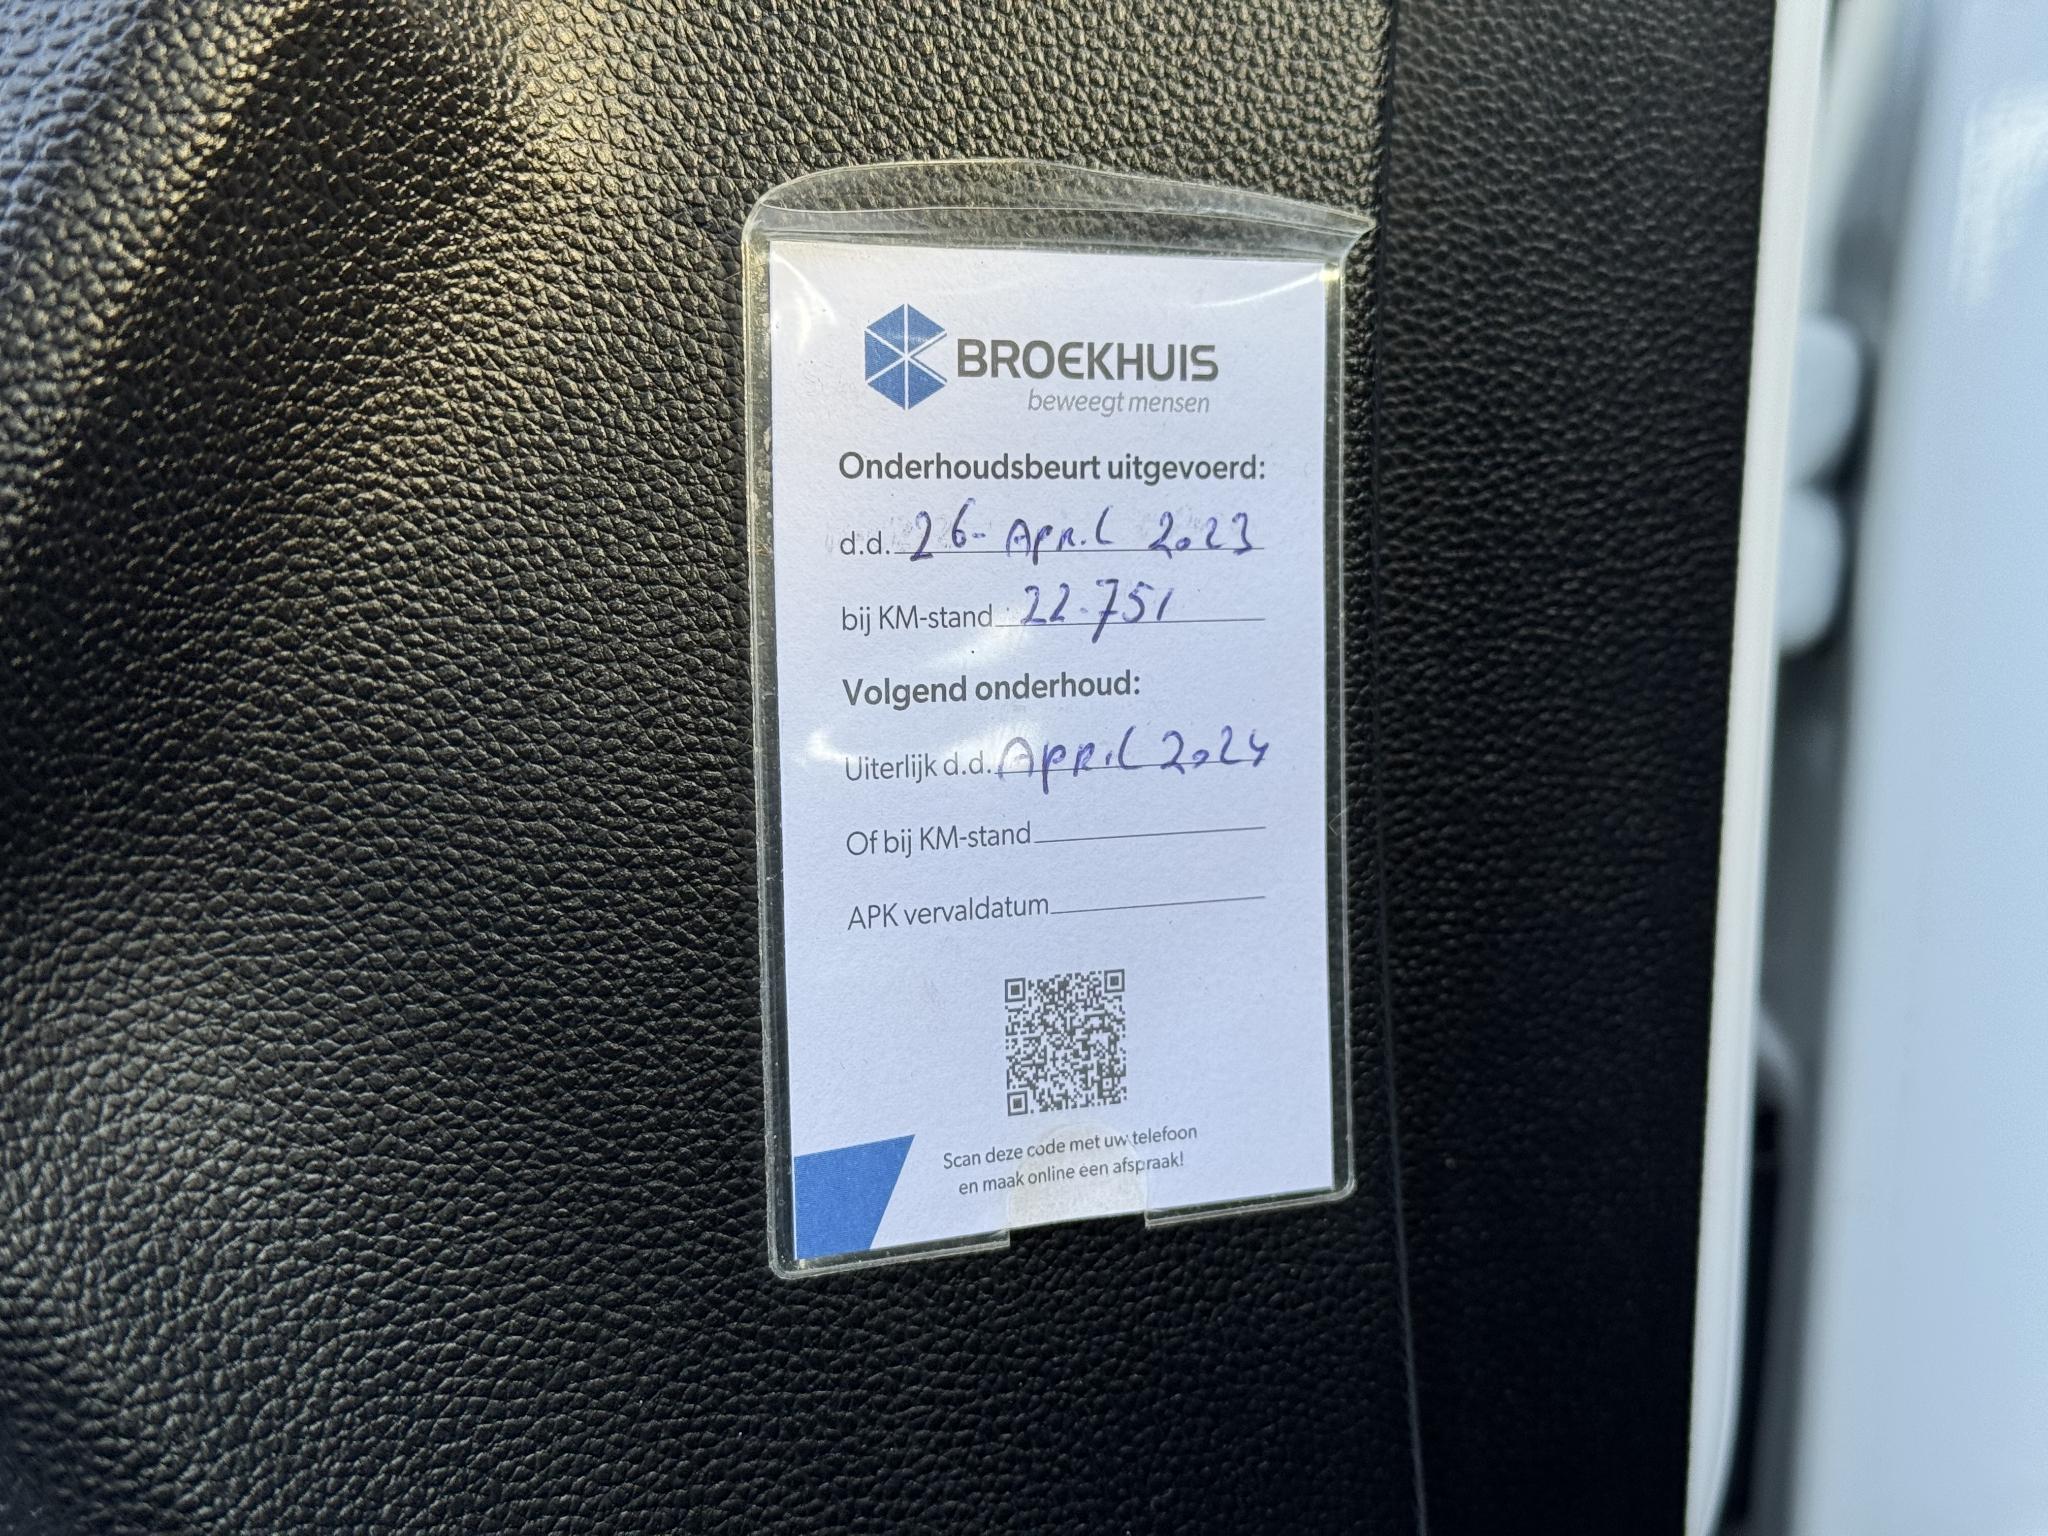 BROEKHUIS
beweegt mensen
Onderhoudsbeurt uitgevoerd:
d.d. 26- April 2023
bij KM-stand 22.751
Volgend onderhoud:
Uiterlijk d.d. April 2024
Of bij KM-stand
APK vervaldatum
Scan deze code met uw telefoon
en maak online een afspraak!